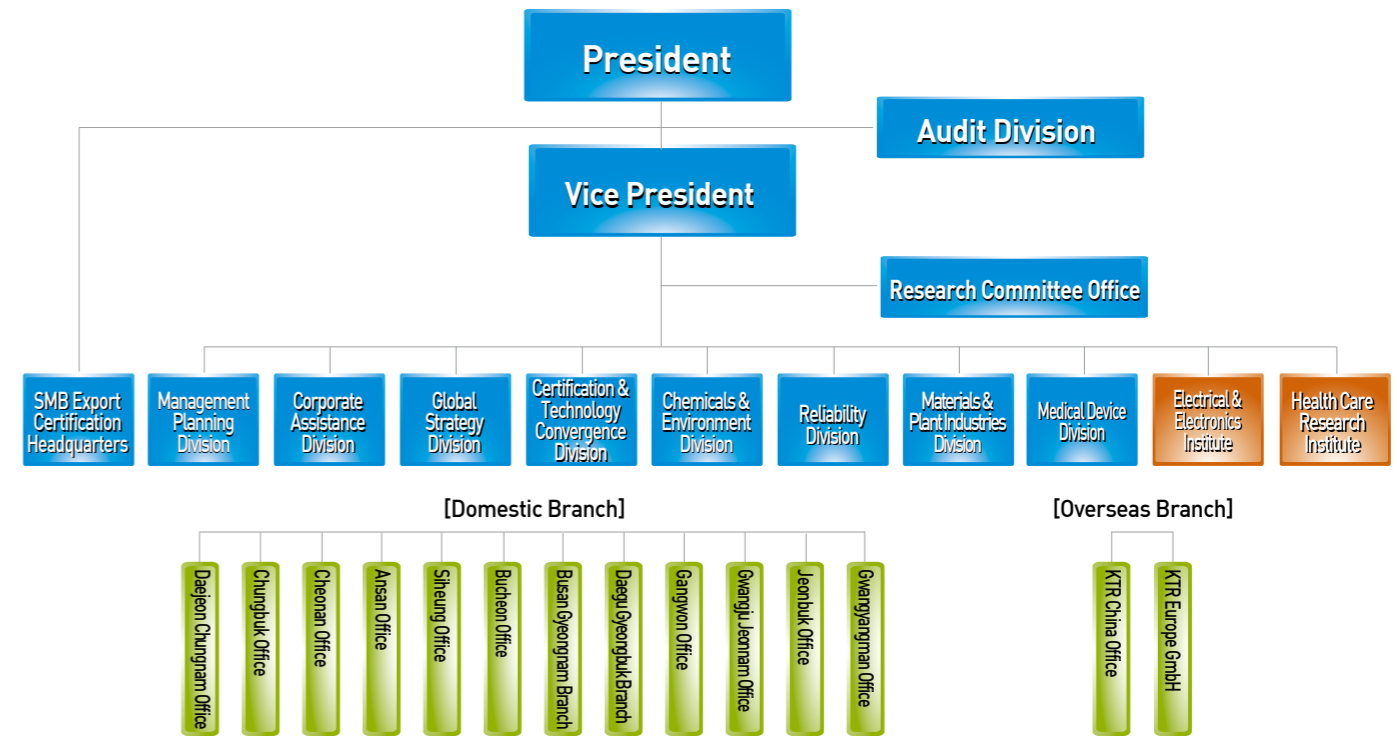 President
Audit Division
Vice President
Research Committee Office
SMB Export
Certification
Headquarters
Management
Planning
Division
Corporate
Assistance
Division
Global
Strategy
Division
Certification &
Technology
Convergence
Division
Chemicals &
Environment
Division
Reliability
Division
Materials &
Plant Industries
Division
Medical Device
Division
Electrical &
Electronics
Institute
Health Care
Research
Institute
[Domestic Branch]
[Overseas Branch]
Daejeon Chungnam Office
Chungbuk Office
Cheonan Office
Ansan Office
Siheung Office
Bucheon Office
Busan Gyeongnam Branch
Daegu Gyeongbuk Branch
Gangwon Office
Gwangju Jeonnam Office
Jeonbuk Office
Gwangyangman Office
KTR China Office
KTR Europe GmbH